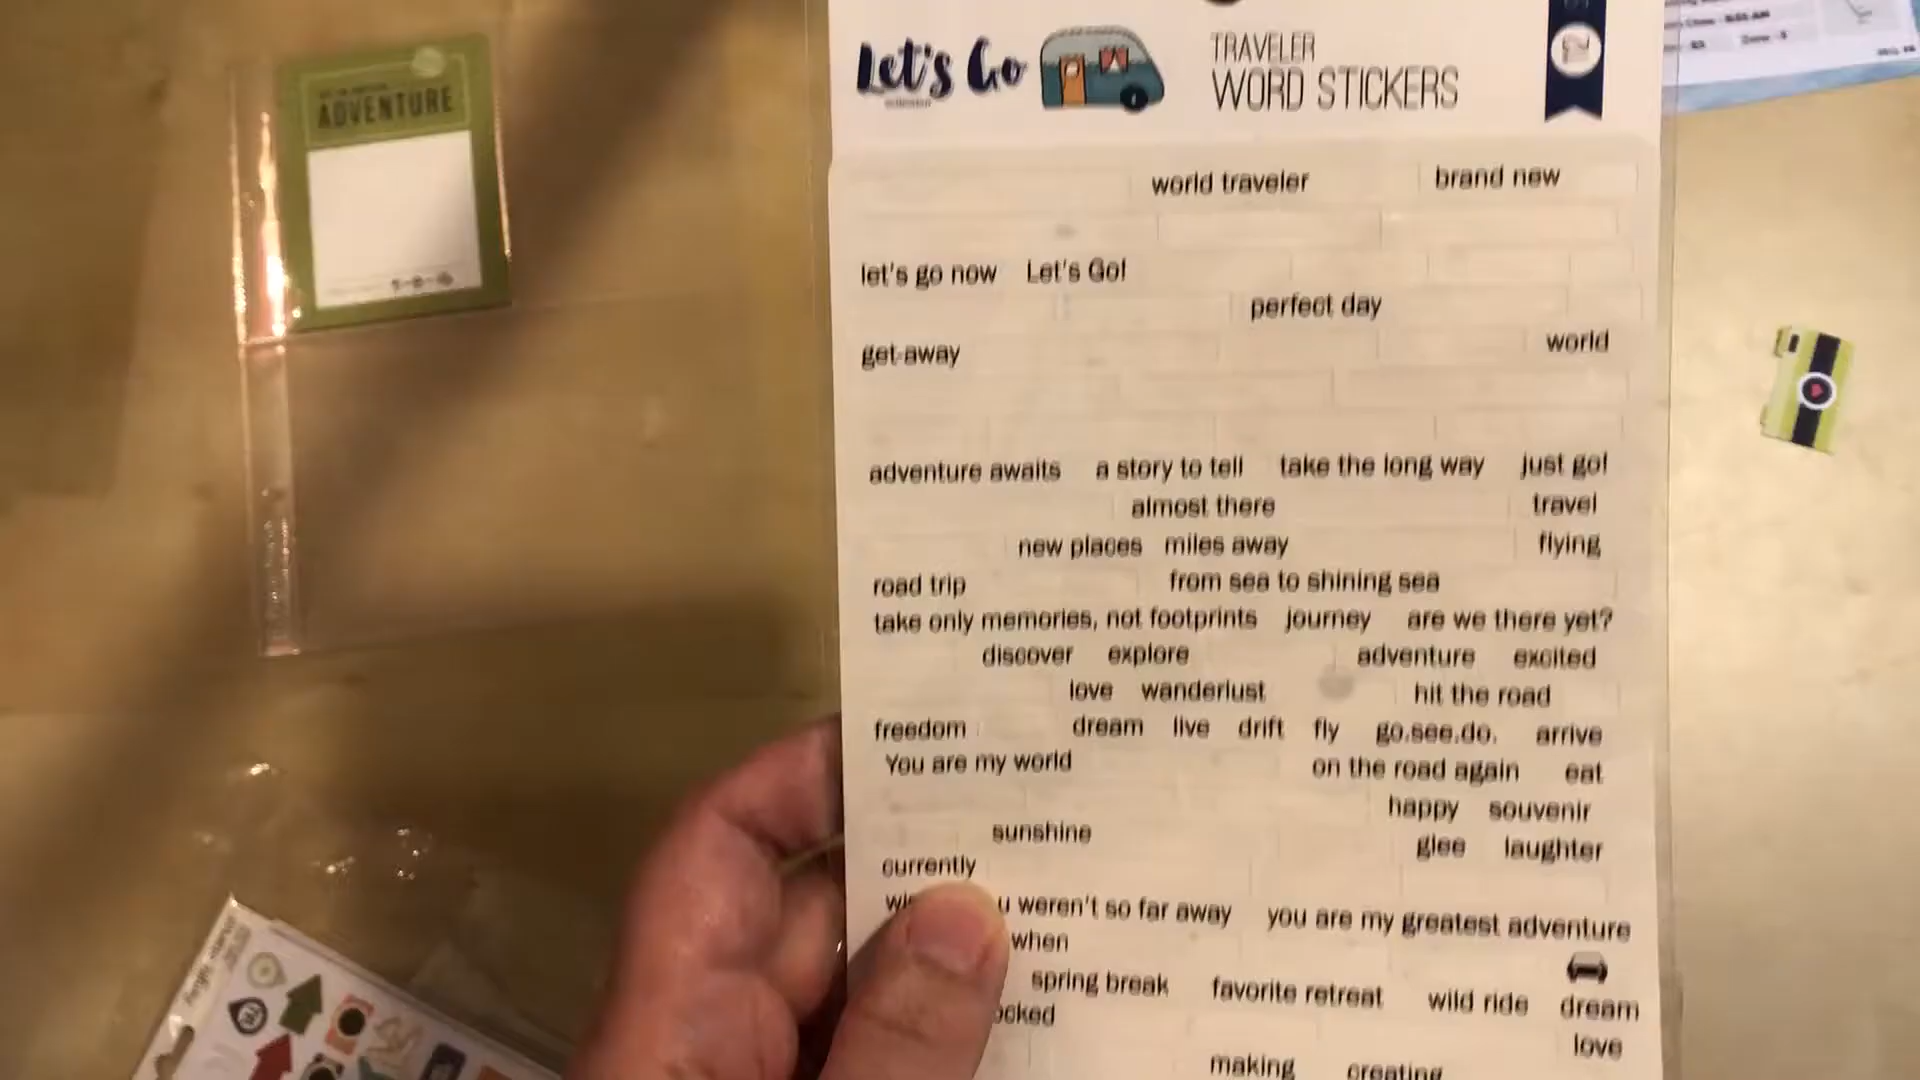 ADVENTURE
Let's Go
TRAVELER
WORD STICKERS
world traveler brand new
let's go now Let's Go!
perfect day
get away world
adventure awaits a story to tell take the long way just go!
almost there travel
new places miles away flying
road trip from sea to shining sea
take only memories, not footprints journey are we there yet?
discover explore adventure excited
love wanderlust hit the road
freedom dream live drift fly go.see.do. arrive
You are my world on the road again eat
happy souvenir
sunshine glee laughter
currently
weren't so far away you are my greatest adventure
when
spring break favorite retreat wild ride dream
love
making creating